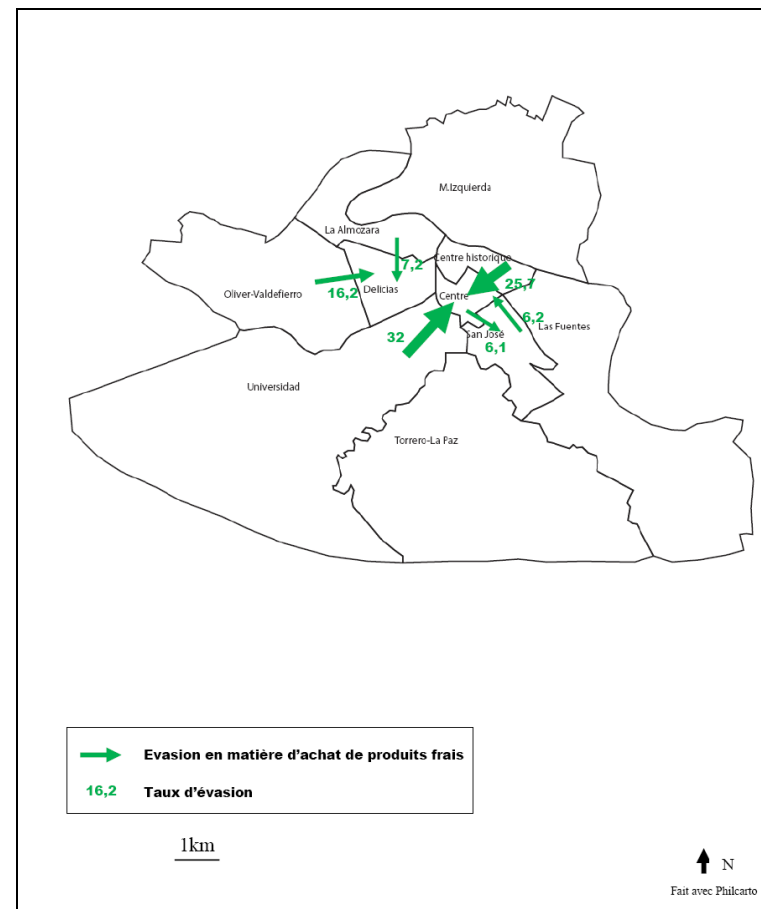 M.Izquierda
La Almozara
Centre historique
7,2
25,7
Delicias
16,2
Oliver-Valdefierro
Centre
6,2
Las Fuentes
32
San José
6,1
Universidad
Torrero-La Paz
Evasion en matière d'achat de produits frais
16,2 Taux d'évasion
1km
N
Fait avec Philcarto